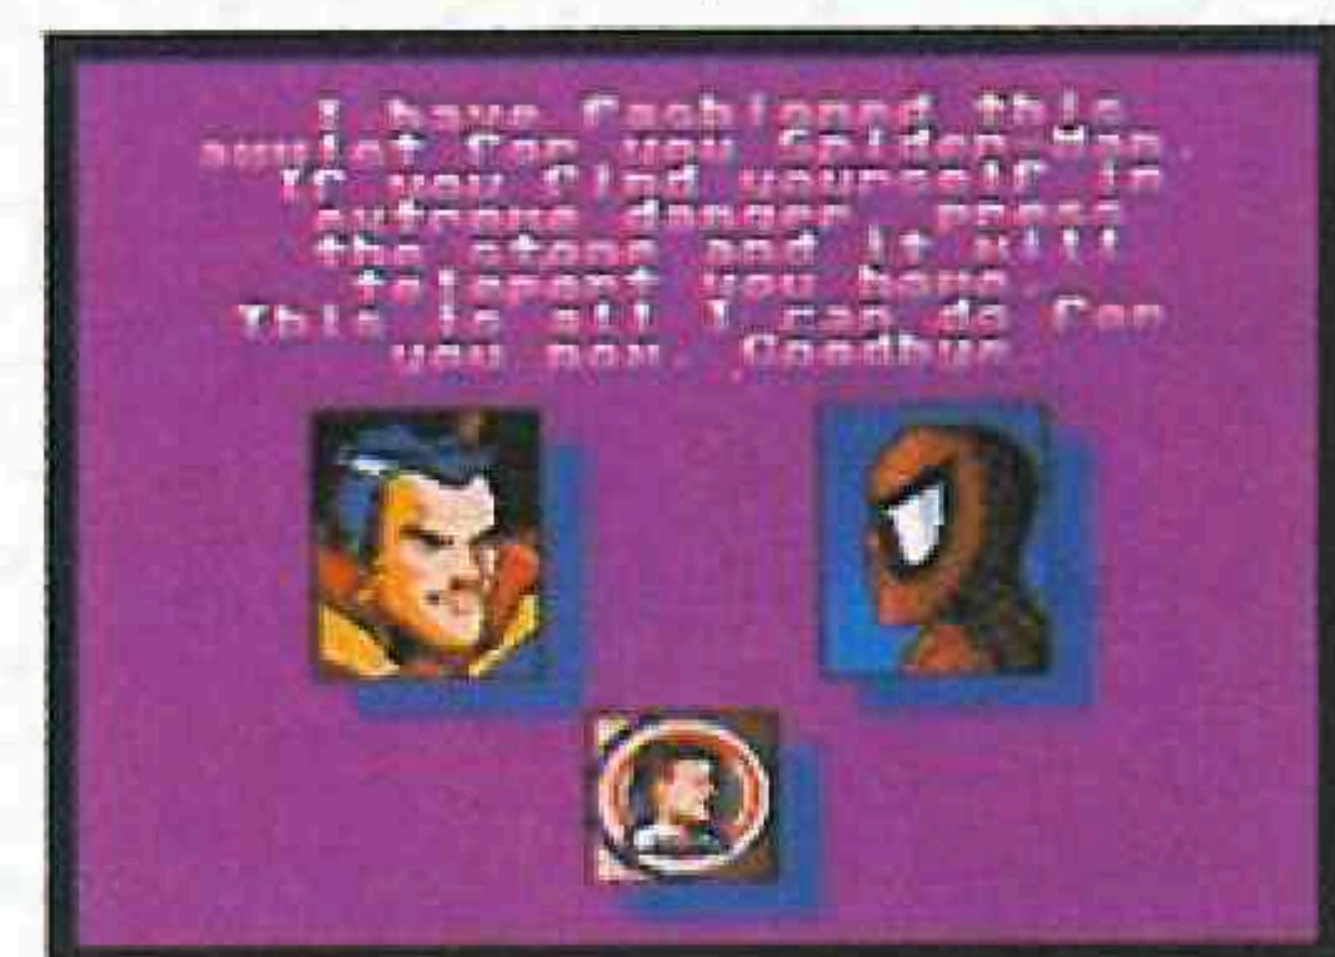 I have fashioned this
amulet for you Spider-Man.
If you find yourself in
extreme danger, press
the stone and it will
teleport you home.
This is all I can do for
you now. Goodbye.